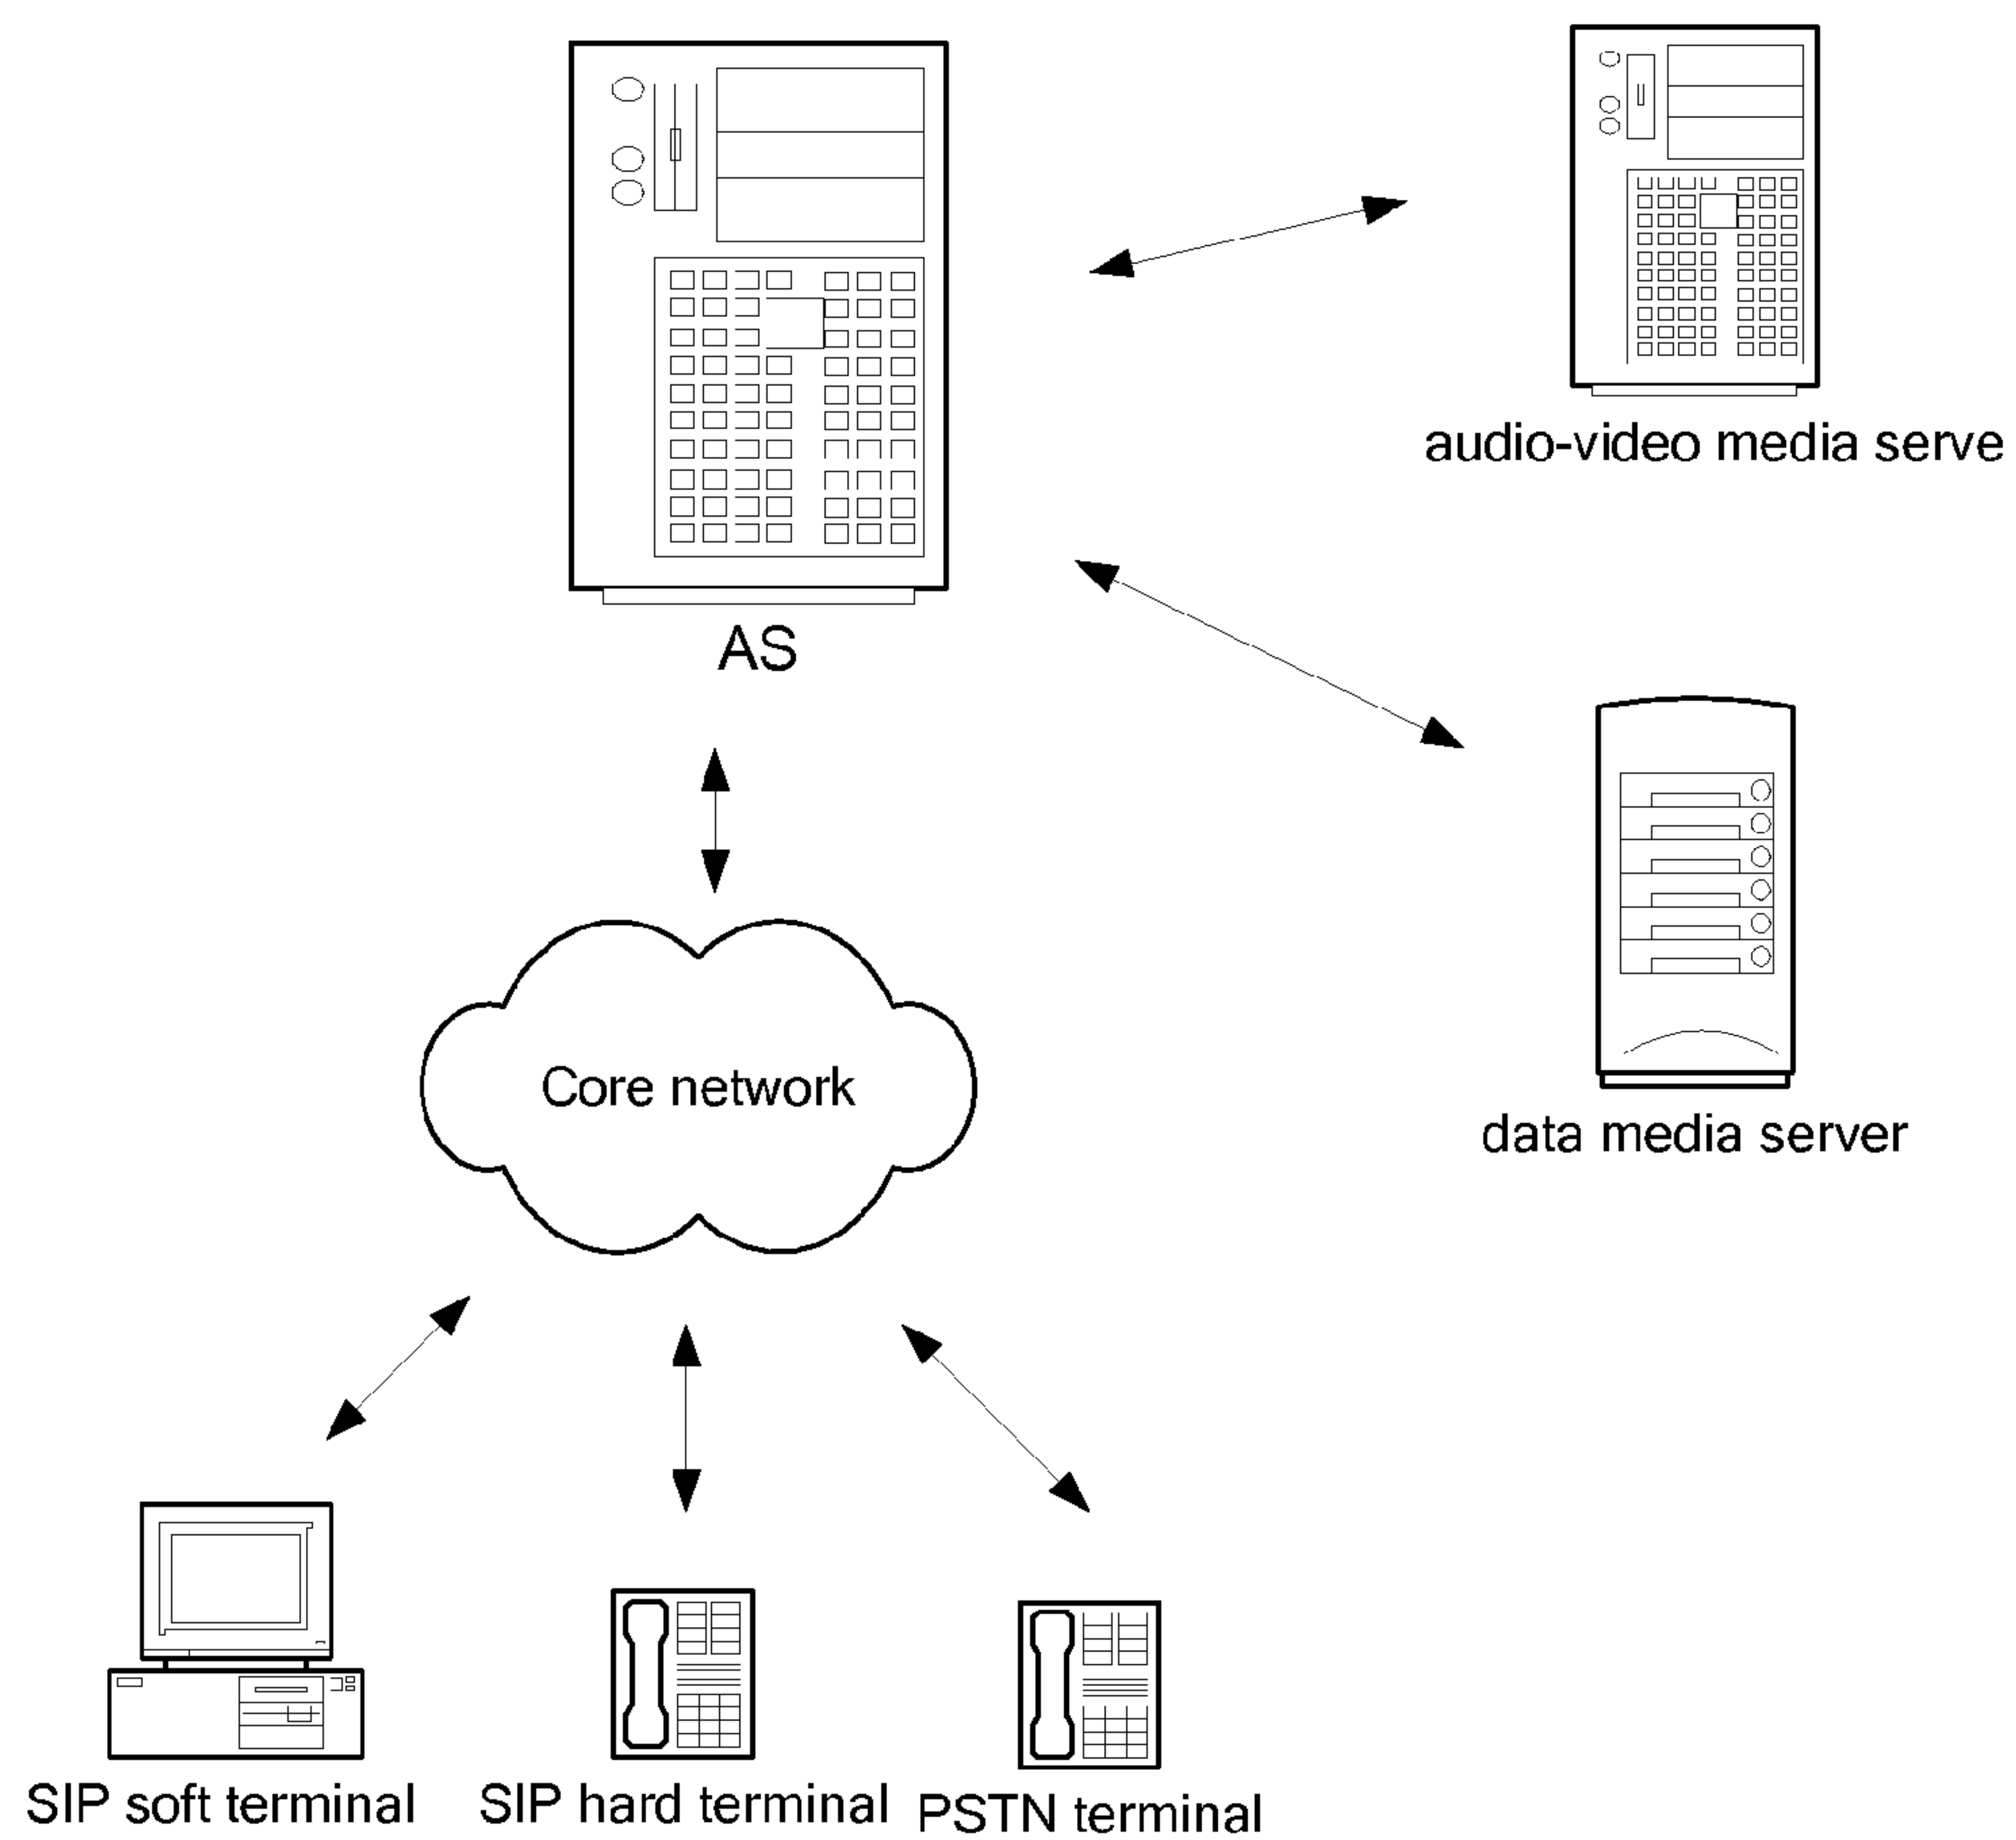 audio-video media serve
AS
Core network
data media server
SIP soft terminal
SIP hard terminal
PSTN terminal